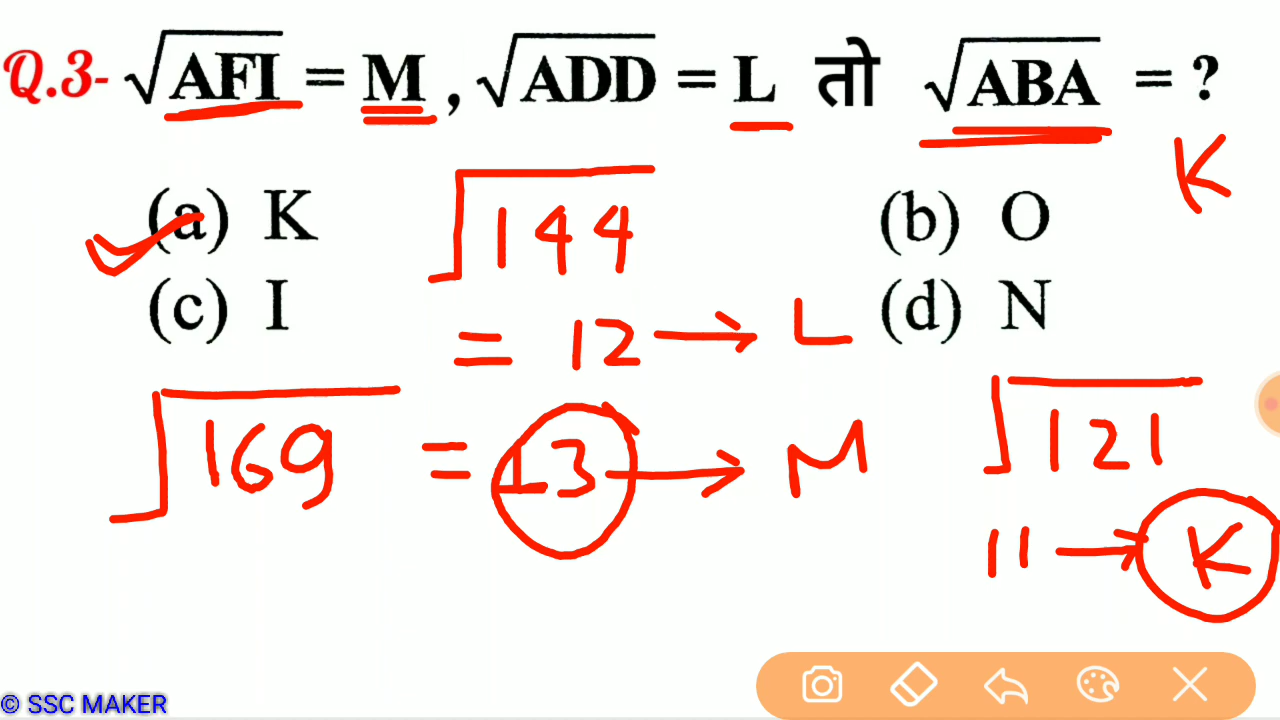 Q.3- √AFI = M, √ADD = L तो √ABA = ?
K
(a) K (b) O
(c) I (d) N
√144
= 12 → L
√169 = 13 → M
√121
11 → K
© SSC MAKER